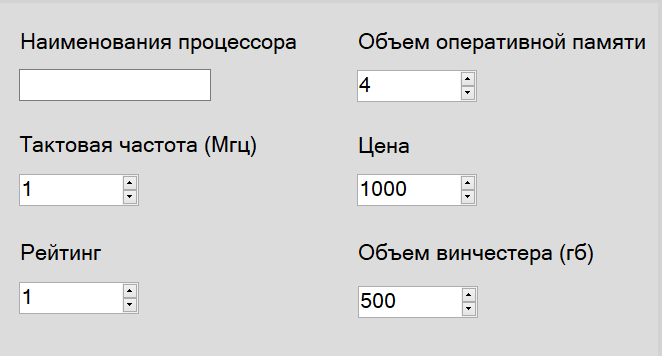 Наименования процессора
Объем оперативной памяти
4
Тактовая частота (Мгц)
Цена
1
1000
Рейтинг
Объем винчестера (гб)
1
500